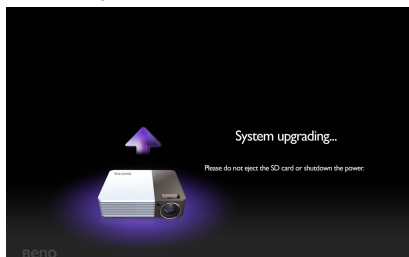 System upgrading...
Please do not eject the SD card or shutdown the power.
BenQ